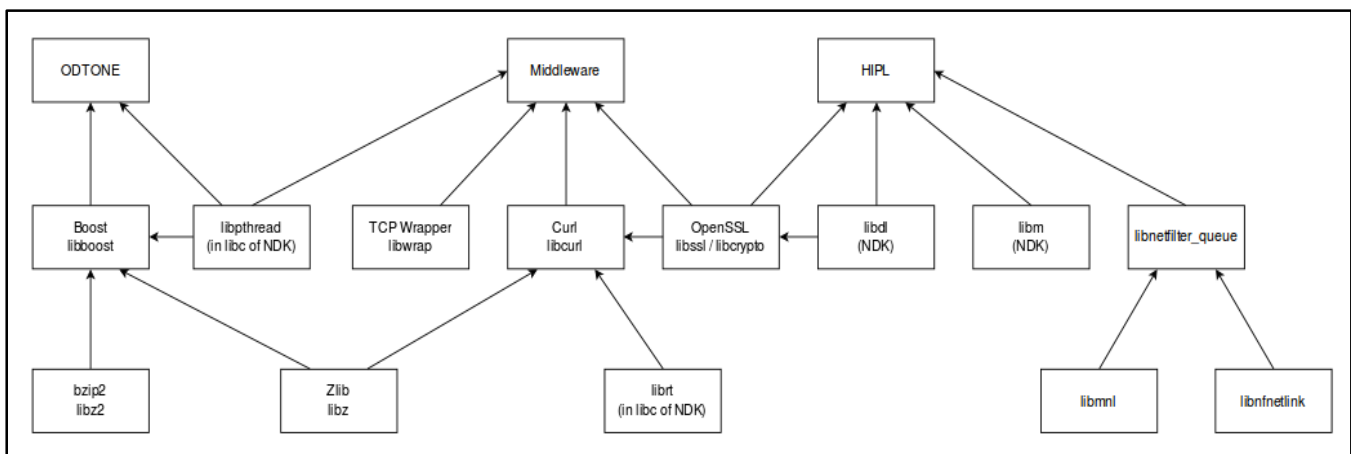 ODTONE
Middleware
HIPL
Boost
libboost
libpthread
(in libc of NDK)
TCP Wrapper
libwrap
Curl
libcurl
OpenSSL
libssl / libcrypto
libdl
(NDK)
libm
(NDK)
libnetfilter_queue
bzip2
libz2
Zlib
libz
librt
(in libc of NDK)
libmnl
libnfnetlink